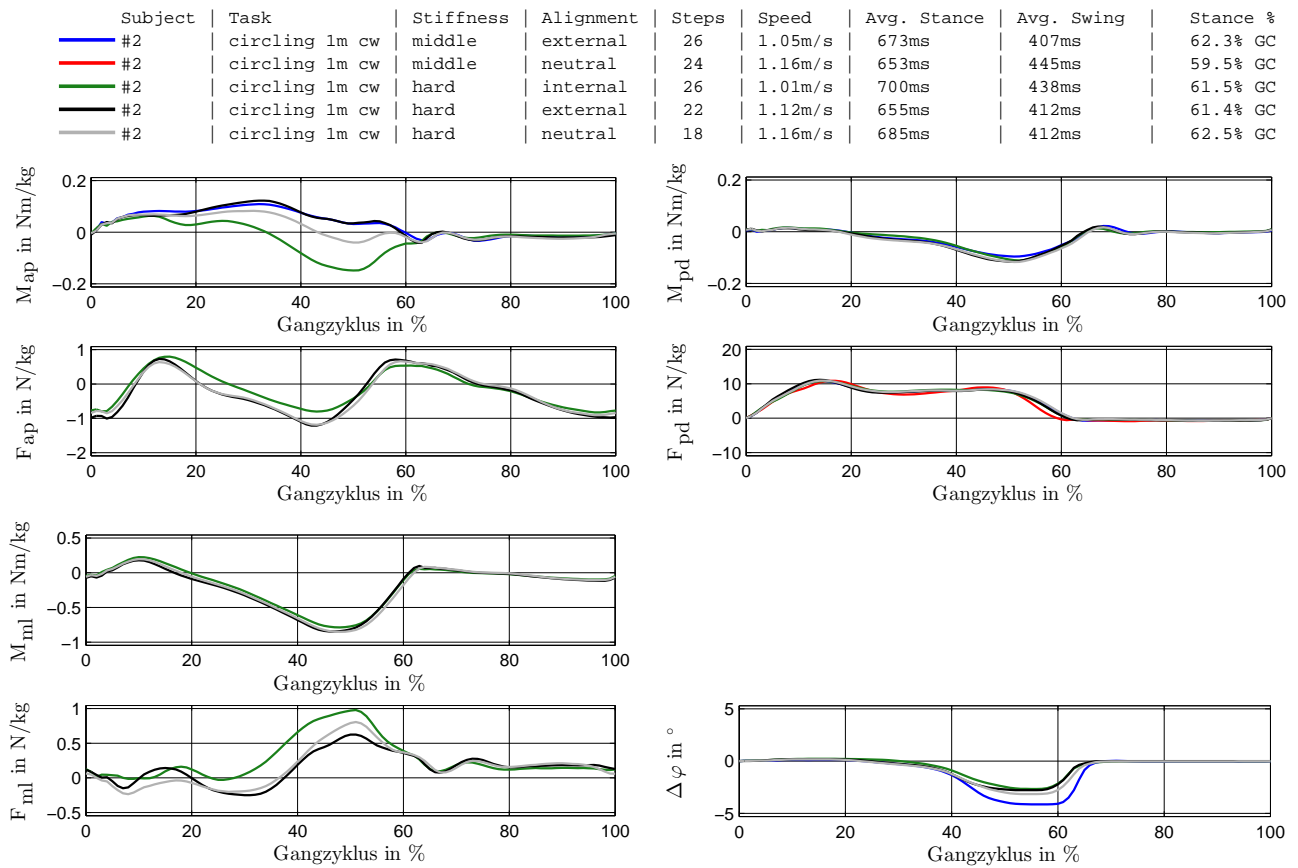 Subject | Task | Stiffness | Alignment | Steps | Speed | Avg. Stance | Avg. Swing | Stance %
#2 | circling 1m cw | middle | external | 26 | 1.05m/s | 673ms | 407ms | 62.3% GC
#2 | circling 1m cw | middle | neutral | 24 | 1.16m/s | 653ms | 445ms | 59.5% GC
#2 | circling 1m cw | hard | internal | 26 | 1.01m/s | 700ms | 438ms | 61.5% GC
#2 | circling 1m cw | hard | external | 22 | 1.12m/s | 655ms | 412ms | 61.4% GC
#2 | circling 1m cw | hard | neutral | 18 | 1.16m/s | 685ms | 412ms | 62.5% GC
M_ap in Nm/kg
0.2
0
−0.2
0 20 40 60 80 100
Gangzyklus in %
M_pd in Nm/kg
0.2
0
−0.2
0 20 40 60 80 100
Gangzyklus in %
F_ap in N/kg
1
0
−1
−2
0 20 40 60 80 100
Gangzyklus in %
F_pd in N/kg
20
10
0
−10
0 20 40 60 80 100
Gangzyklus in %
M_ml in Nm/kg
0.5
0
−0.5
−1
0 20 40 60 80 100
Gangzyklus in %
F_ml in N/kg
1
0.5
0
−0.5
0 20 40 60 80 100
Gangzyklus in %
Δ φ in °
5
0
−5
0 20 40 60 80 100
Gangzyklus in %